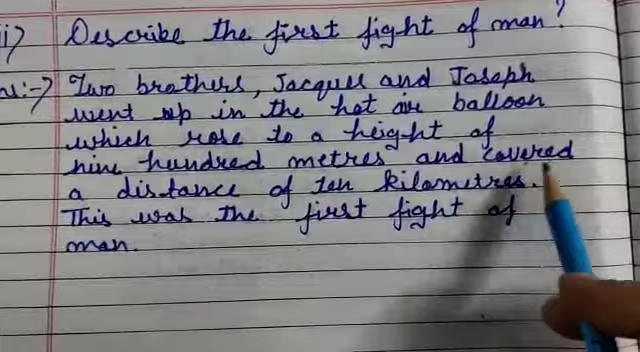 ii) Describe the first fight of man?
Ans:-) Two brothers, Jacques and Joseph
went up in the hot air balloon
which rose to a height of
nine hundred metres and covered
a distance of ten kilometres.
This was the first fight of
man.